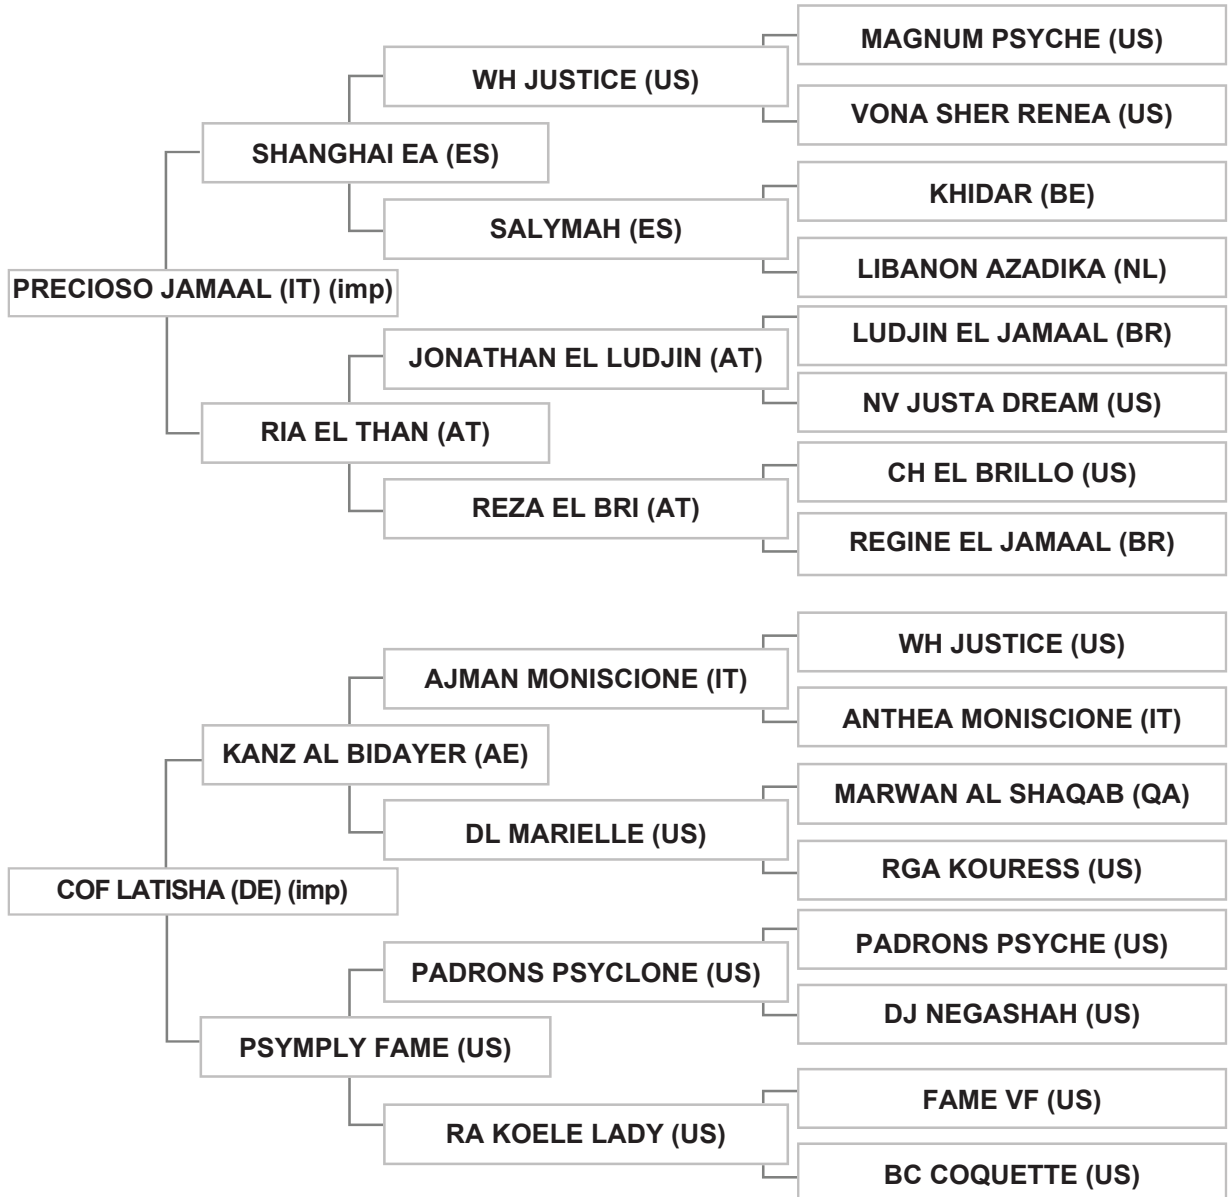 MAGNUM PSYCHE (US)
WH JUSTICE (US)
VONA SHER RENEA (US)
SHANGHAI EA (ES)
KHIDAR (BE)
SALYMAH (ES)
LIBANON AZADIKA (NL)
PRECIOSO JAMAAL (IT) (imp)
LUDJIN EL JAMAAL (BR)
JONATHAN EL LUDJIN (AT)
NV JUSTA DREAM (US)
RIA EL THAN (AT)
CH EL BRILLO (US)
REZA EL BRI (AT)
REGINE EL JAMAAL (BR)
WH JUSTICE (US)
AJMAN MONISCIONE (IT)
ANTHEA MONISCIONE (IT)
KANZ AL BIDAYER (AE)
MARWAN AL SHAQAB (QA)
DL MARIELLE (US)
RGA KOURESS (US)
COF LATISHA (DE) (imp)
PADRONS PSYCHE (US)
PADRONS PSYCLONE (US)
DJ NEGASHAH (US)
PSYMPLY FAME (US)
FAME VF (US)
RA KOELE LADY (US)
BC COQUETTE (US)